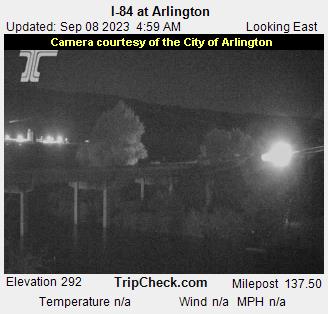 I-84 at Arlington
Updated: Sep 08 2023 4:59 AM Looking East
Camera courtesy of the City of Arlington
Elevation 292 TripCheck.com Milepost 137.50
Temperature n/a Wind n/a MPH n/a